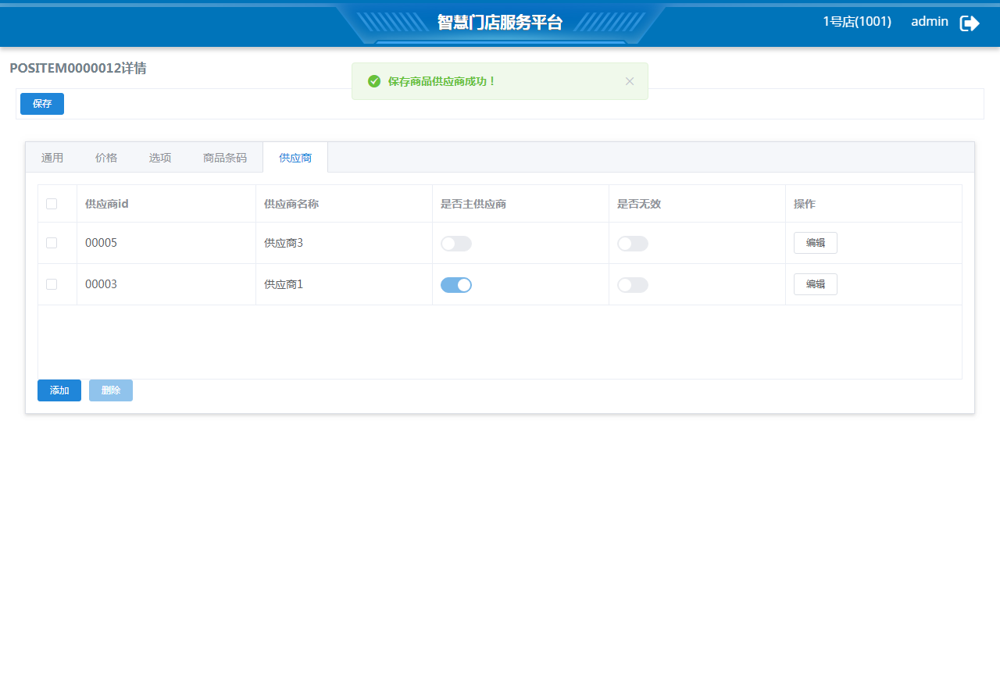 智慧门店服务平台
1号店(1001) admin
POSITEM0000012详情
保存商品供应商成功！
保存
通用 价格 选项 商品条码 供应商
供应商id 供应商名称 是否主供应商 是否无效 操作
00005 供应商3 编辑
00003 供应商1 编辑
添加 删除